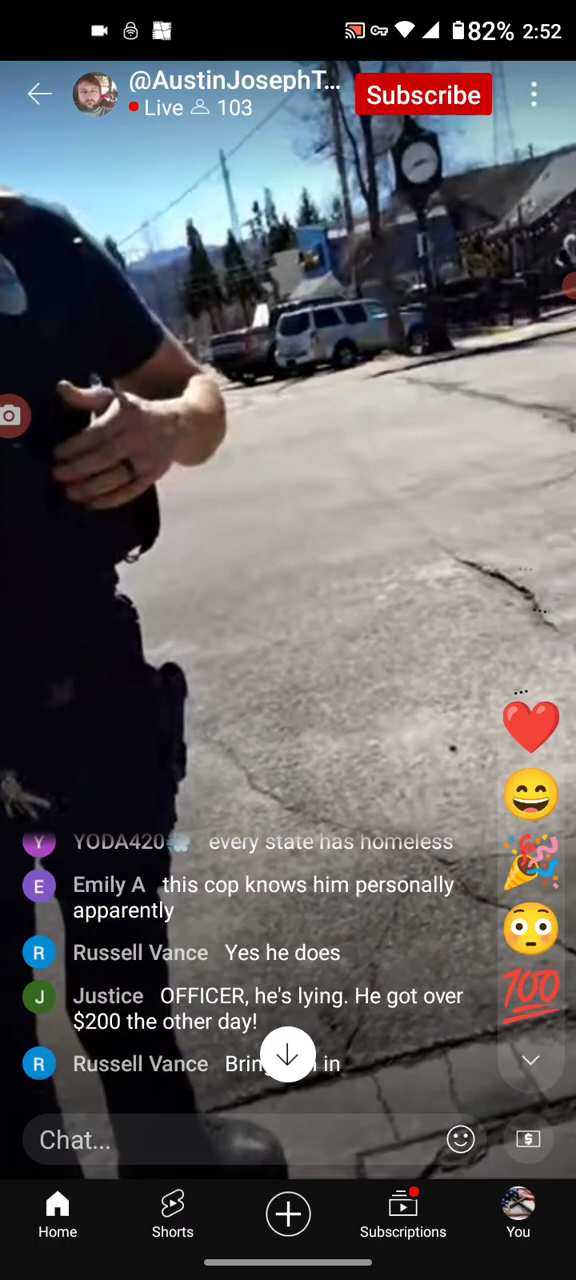 82% 2:52
@AustinJosephT...
Live 103
Subscribe
YODA420 every state has homeless
E Emily A this cop knows him personally
apparently
R Russell Vance Yes he does
J Justice OFFICER, he's lying. He got over
$200 the other day!
R Russell Vance in
100
Chat...
Home Shorts Subscriptions You